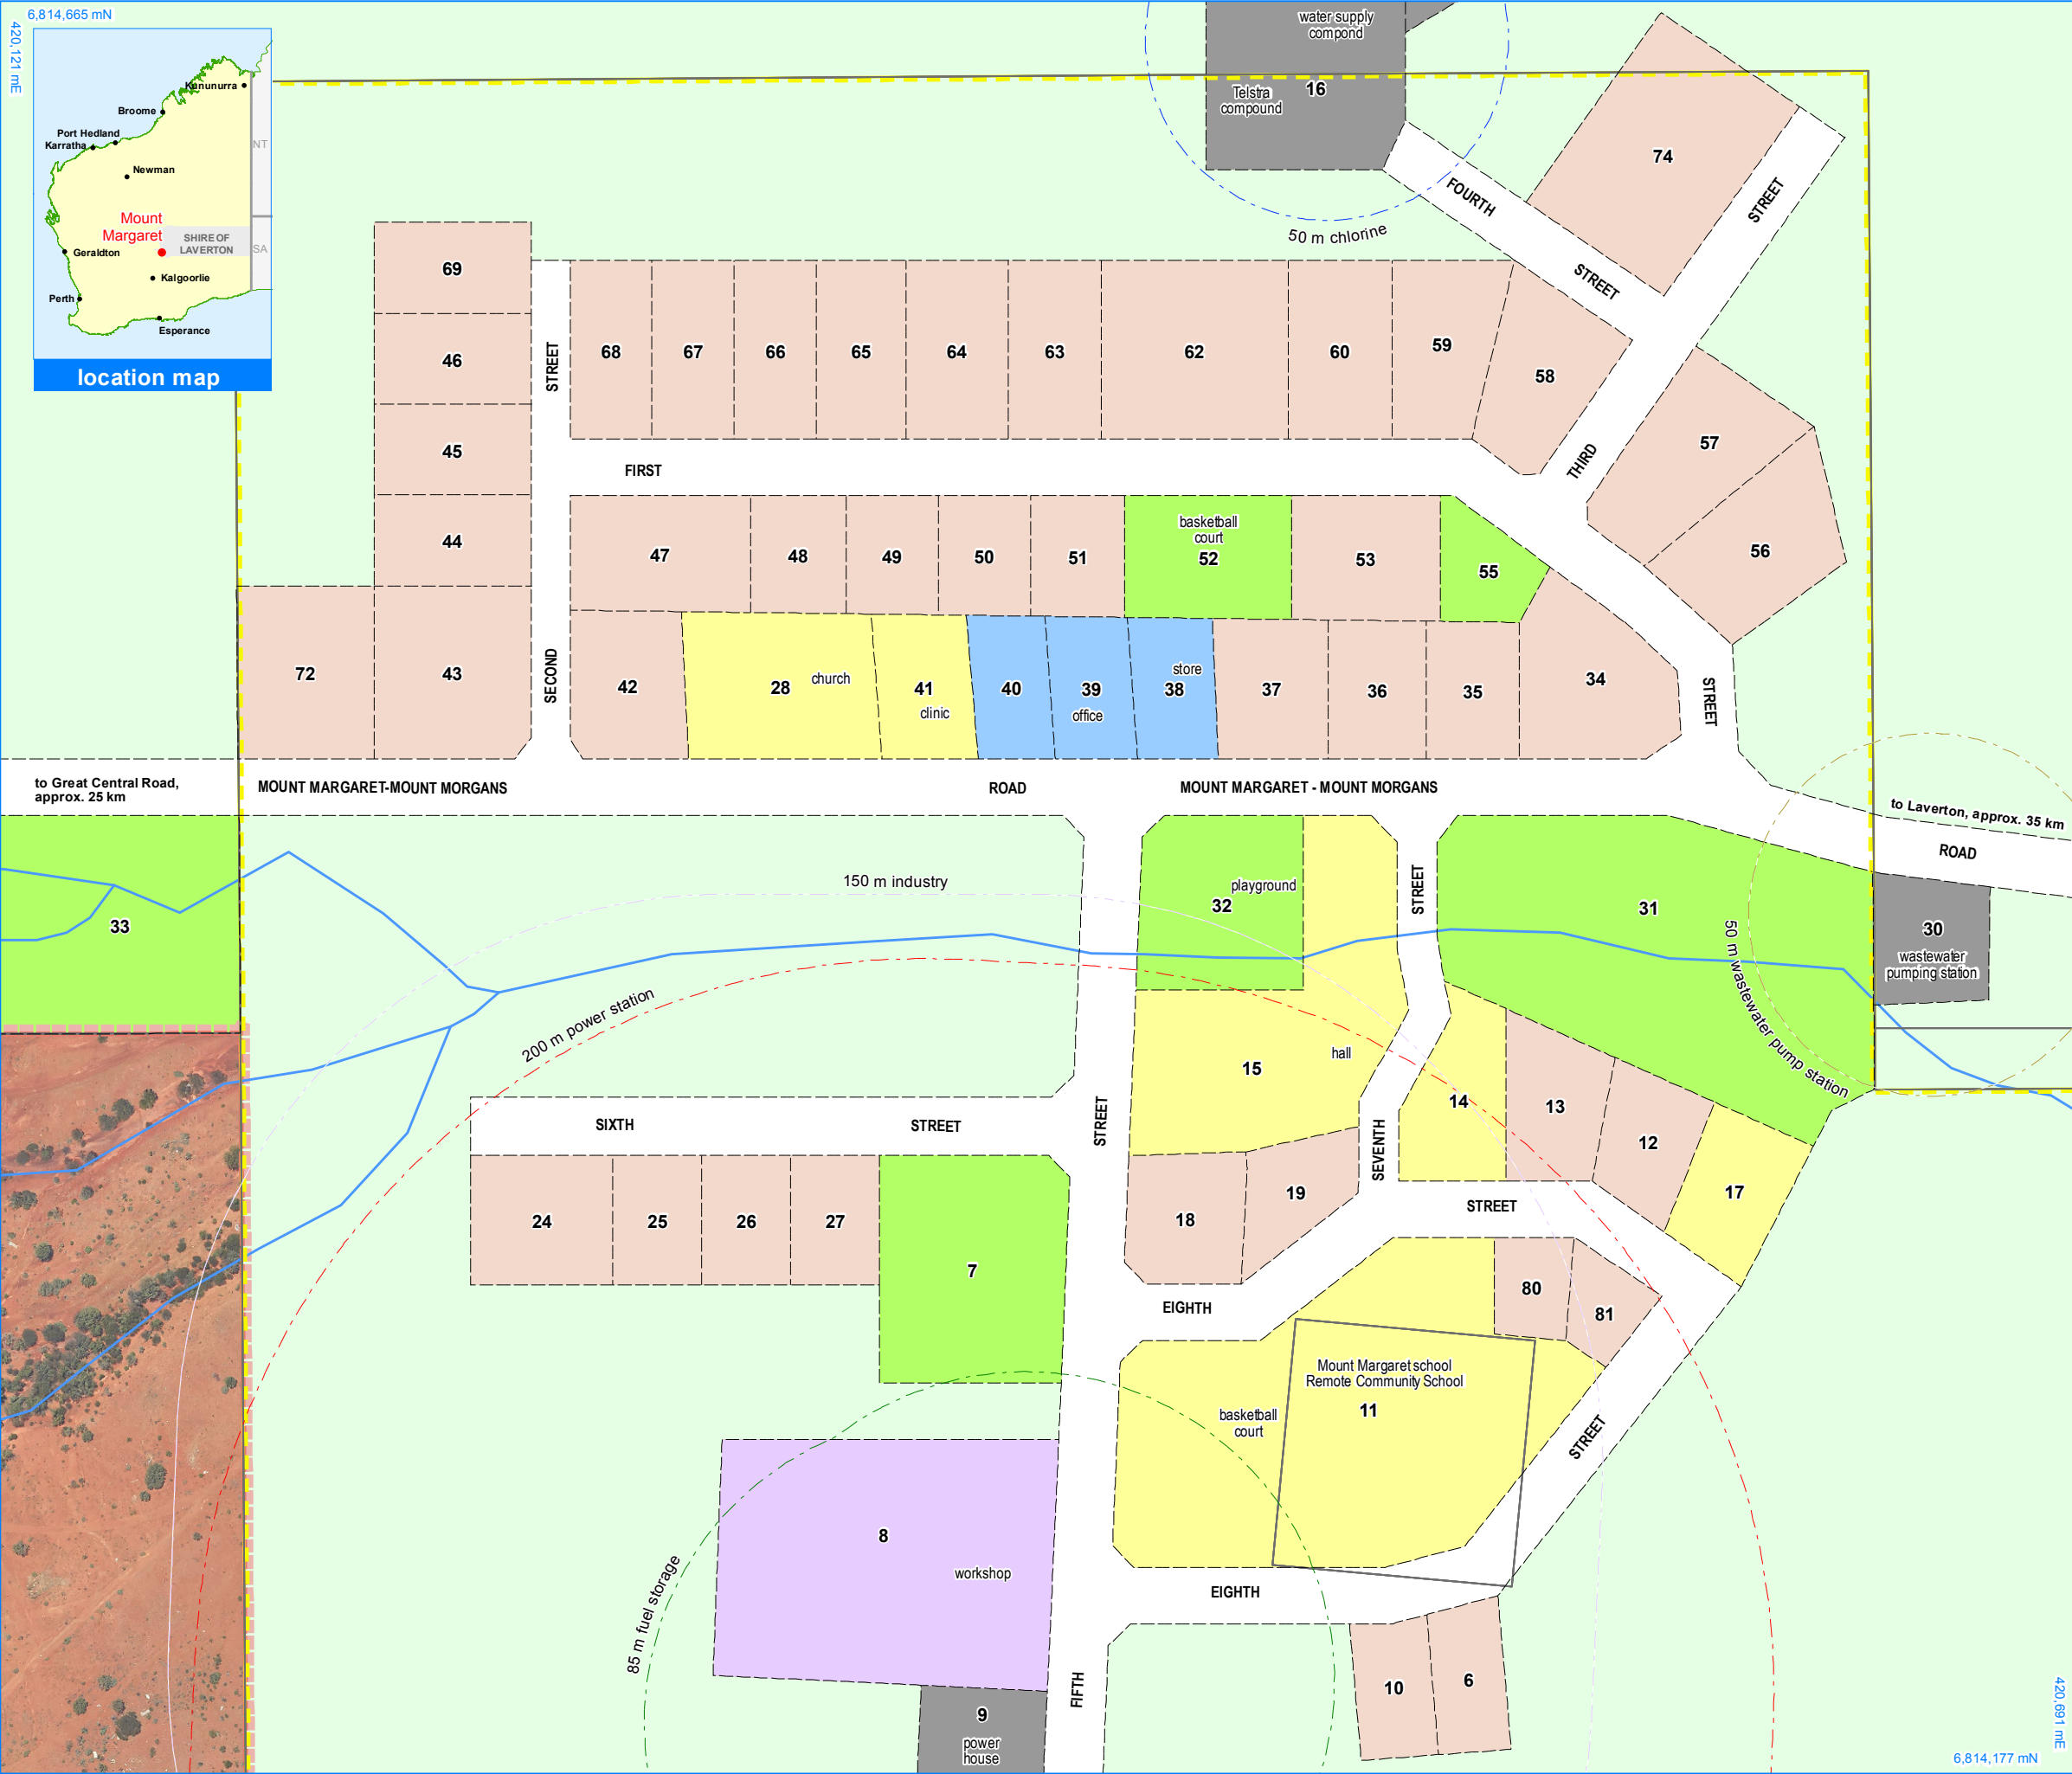 6,814,665 mN
420,121 mE
Kununurra
Broome
Port Hedland
Karratha
NT
Newman
Mount
Margaret
SHIRE OF
LAVERTON
SA
Geraldton
Kalgoorlie
Perth
Esperance
location map
water supply
compond
Telstra
compound
16
74
FOURTH
STREET
STREET
50 m chlorine
69
46
45
44
STREET
68
67
66
65
64
63
62
60
59
58
57
THIRD
FIRST
47
48
49
50
51
basketball
court
52
53
55
56
72
43
SECOND
42
28
church
41
clinic
40
39
office
store
38
37
36
35
34
STREET
to Great Central Road,
approx. 25 km
MOUNT MARGARET-MOUNT MORGANS
ROAD
MOUNT MARGARET - MOUNT MORGANS
to Laverton, approx. 35 km
ROAD
33
150 m industry
playground
32
STREET
31
30
wastewater
pumping station
50 m wastewater pump station
200 m power station
15
hall
14
13
12
17
SIXTH
STREET
STREET
SEVENTH
24
25
26
27
7
18
19
STREET
EIGHTH
80
81
Mount Margaret school
Remote Community School
11
basketball
court
STREET
8
workshop
85 m fuel storage
EIGHTH
FIFTH
9
power
house
10
6
420,691 mE
6,814,177 mN